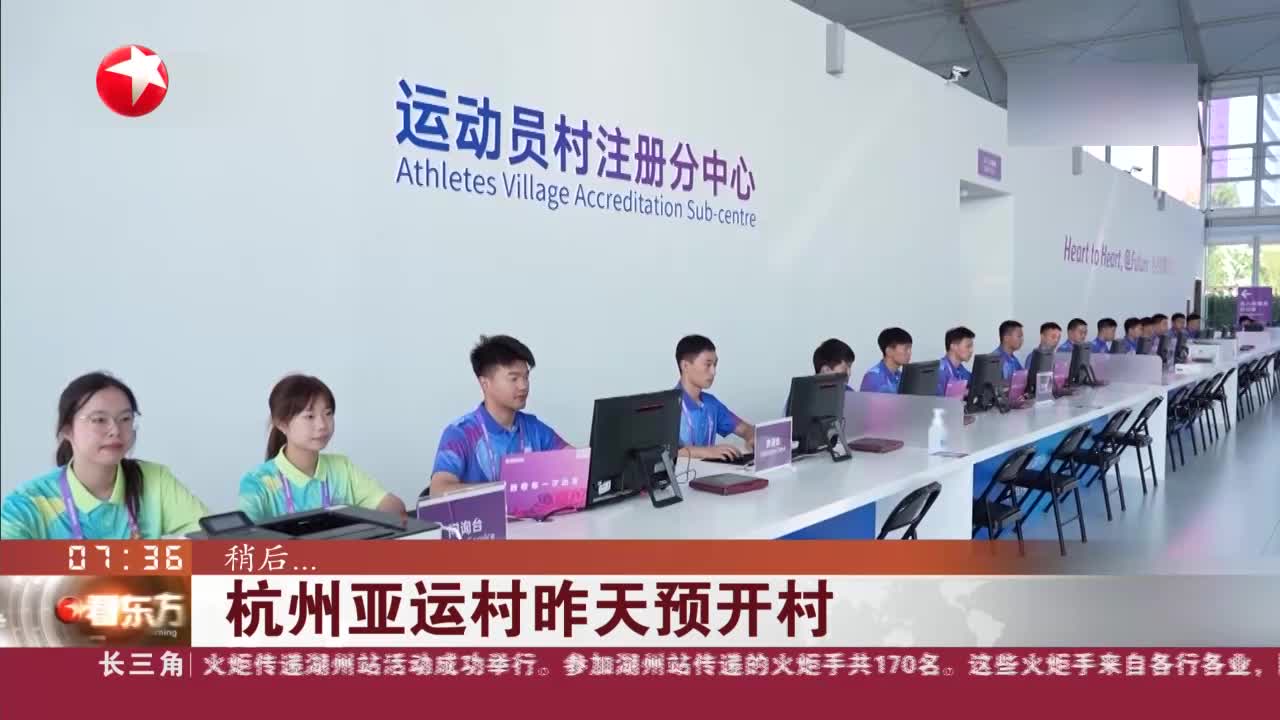 运动员村注册分中心
Athletes Village Accreditation Sub-centre
Heart to Heart, @Future
问询台
07:36
稍后...
看东方
杭州亚运村昨天预开村
长三角
火炬传递湖州站活动成功举行。参加湖州站传递的火炬手共170名。这些火炬手来自各行各业，